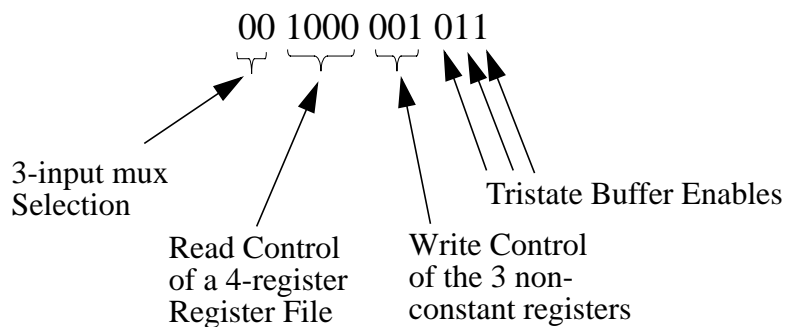 00 1000 001 011
3-input mux
Selection
Tristate Buffer Enables
Read Control
of a 4-register
Register File
Write Control
of the 3 non-
constant registers